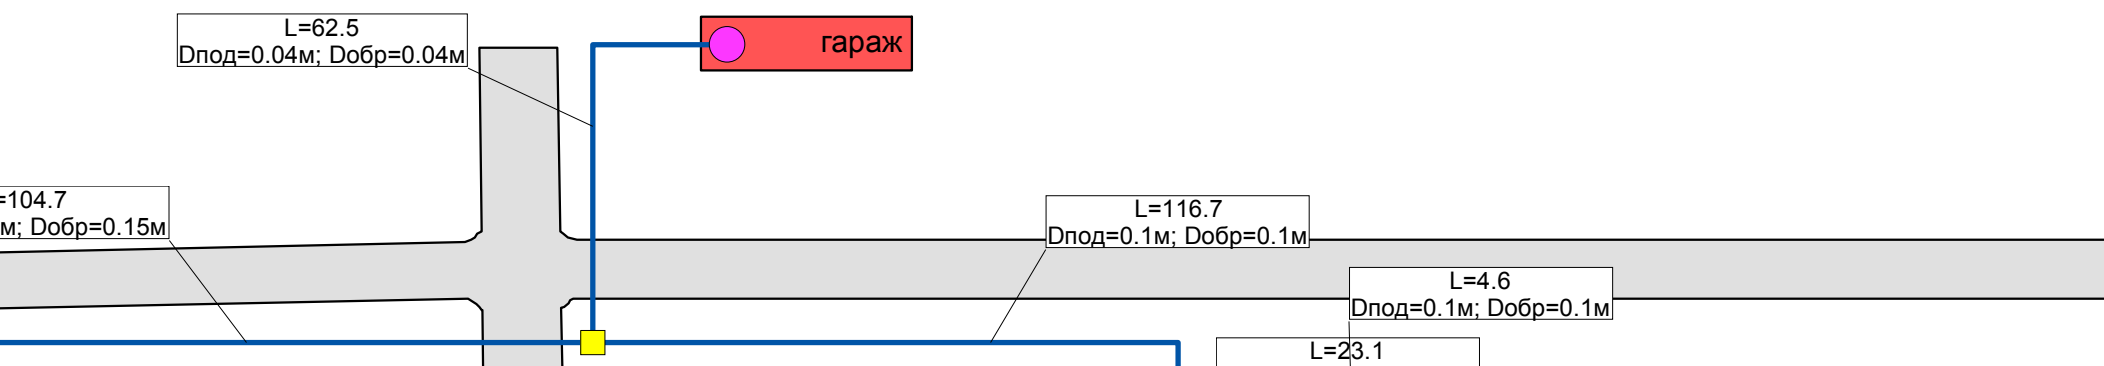 L=62.5
Dпод=0.04м; Dобр=0.04м
гараж
=104.7
м; Dобр=0.15м
L=116.7
Dпод=0.1м; Dобр=0.1м
L=4.6
Dпод=0.1м; Dобр=0.1м
L=23.1